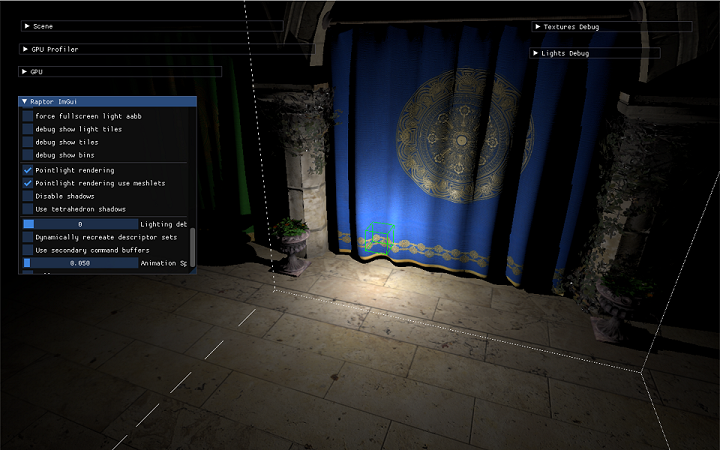 Scene
Textures Debug
GPU Profiler
Lights Debug
GPU
Raptor ImGui
force fullscreen light aabb
debug show light tiles
debug show tiles
debug show bins
Pointlight rendering
Pointlight rendering use meshlets
Disable shadows
Use tetrahedron shadows
0 Lighting det
Dynamically recreate descriptor sets
Use secondary command buffers
0.050 Animation Sp